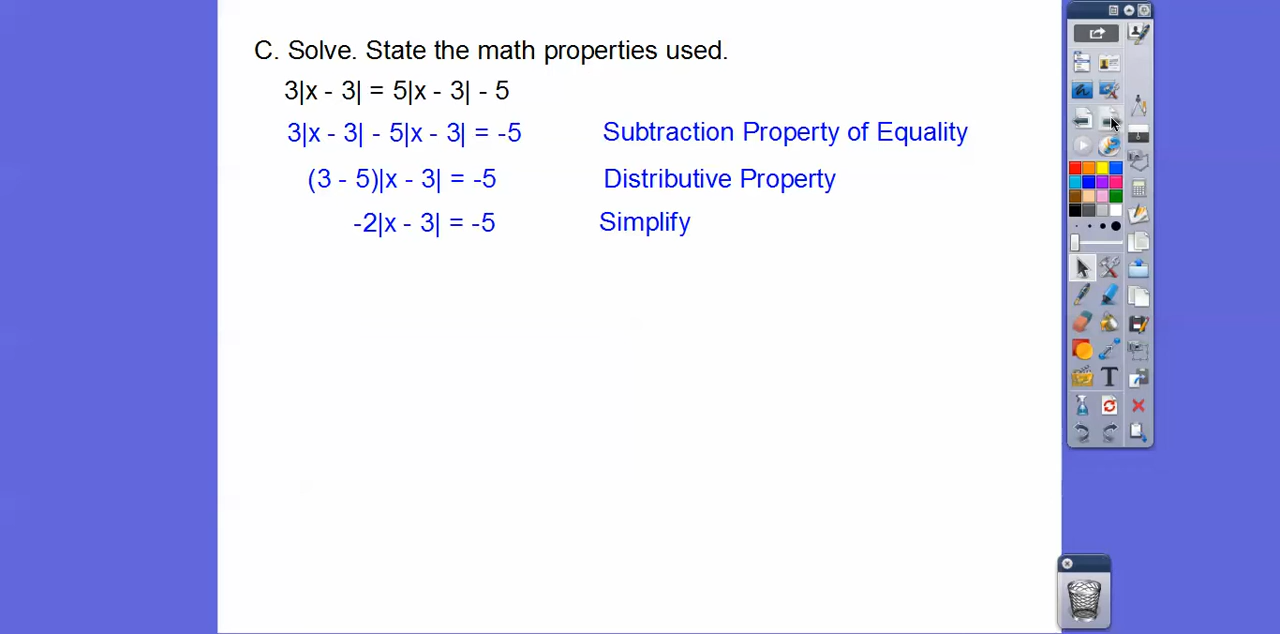 C. Solve. State the math properties used.
3|x - 3| = 5|x - 3| - 5
3|x - 3| - 5|x - 3| = -5 Subtraction Property of Equality
(3 - 5)|x - 3| = -5 Distributive Property
-2|x - 3| = -5 Simplify
T